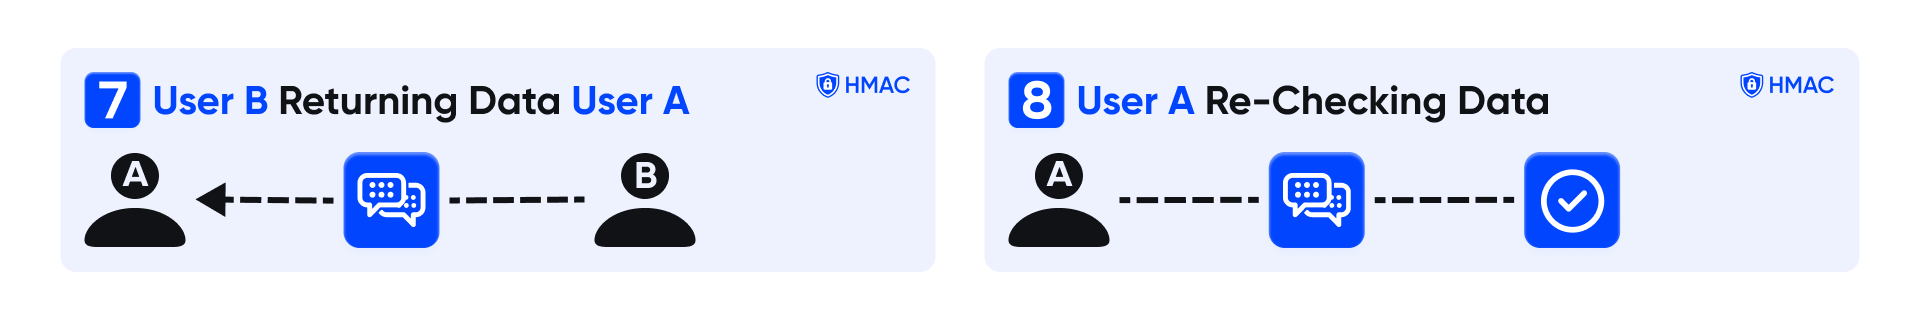 7 User B Returning Data User A
HMAC
A
B
8 User A Re-Checking Data
HMAC
A